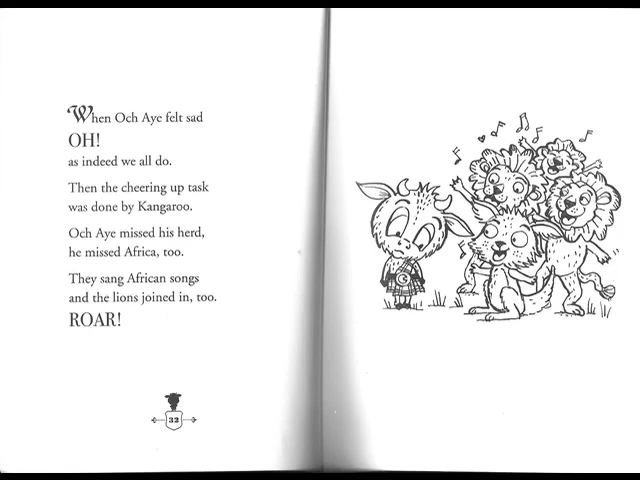 When Och Aye felt sad
OH!
as indeed we all do.
Then the cheering up task
was done by Kangaroo.
Och Aye missed his herd,
he missed Africa, too.
They sang African songs
and the lions joined in, too.
ROAR!
32